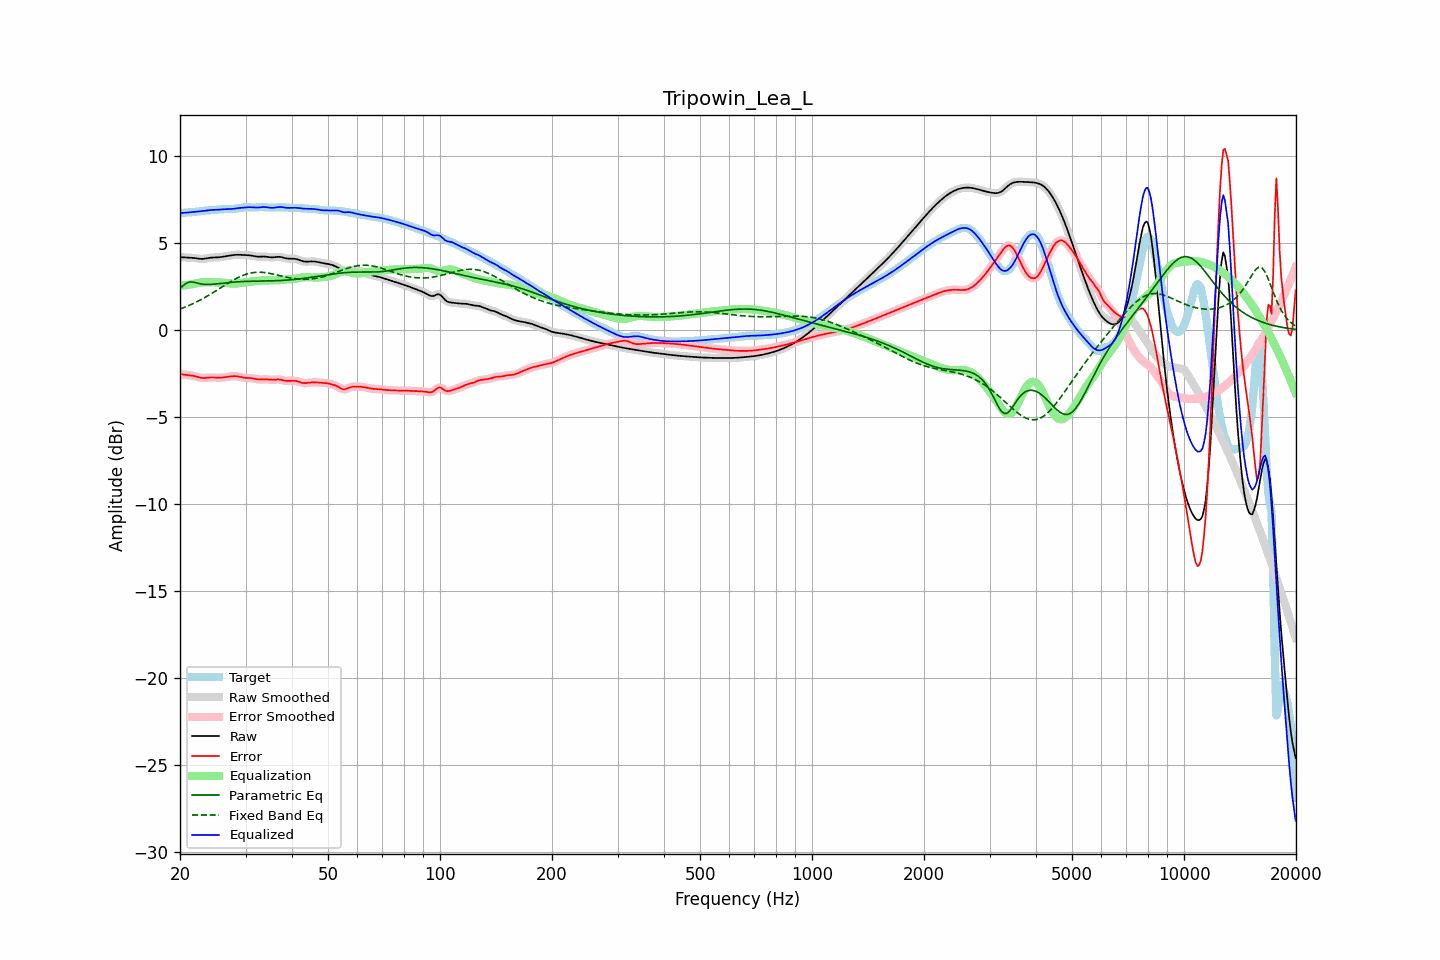 Tripowin_Lea_L
Amplitude (dBr)
10
5
0
−5
−10
−15
−20
−25
−30
Target
Raw Smoothed
Error Smoothed
Raw
Error
Equalization
Parametric Eq
Fixed Band Eq
Equalized
20 50 100 200 500 1000 2000 5000 10000 20000
Frequency (Hz)